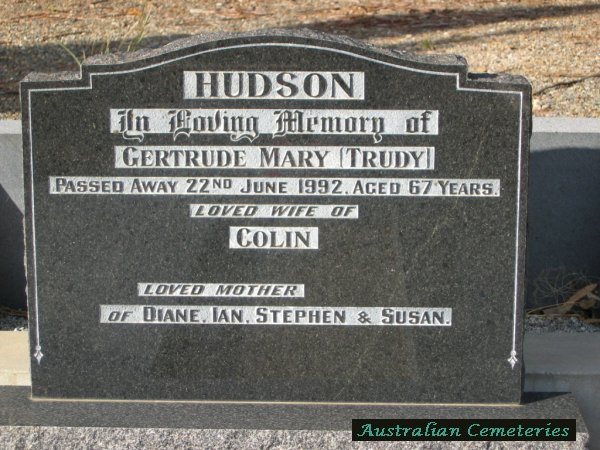 HUDSON
In Loving Memory of
GERTRUDE MARY (TRUDY)
PASSED AWAY 22ND JUNE 1992. AGED 67 YEARS.
LOVED WIFE OF
COLIN
LOVED MOTHER
OF DIANE, IAN, STEPHEN & SUSAN.
Australian Cemeteries